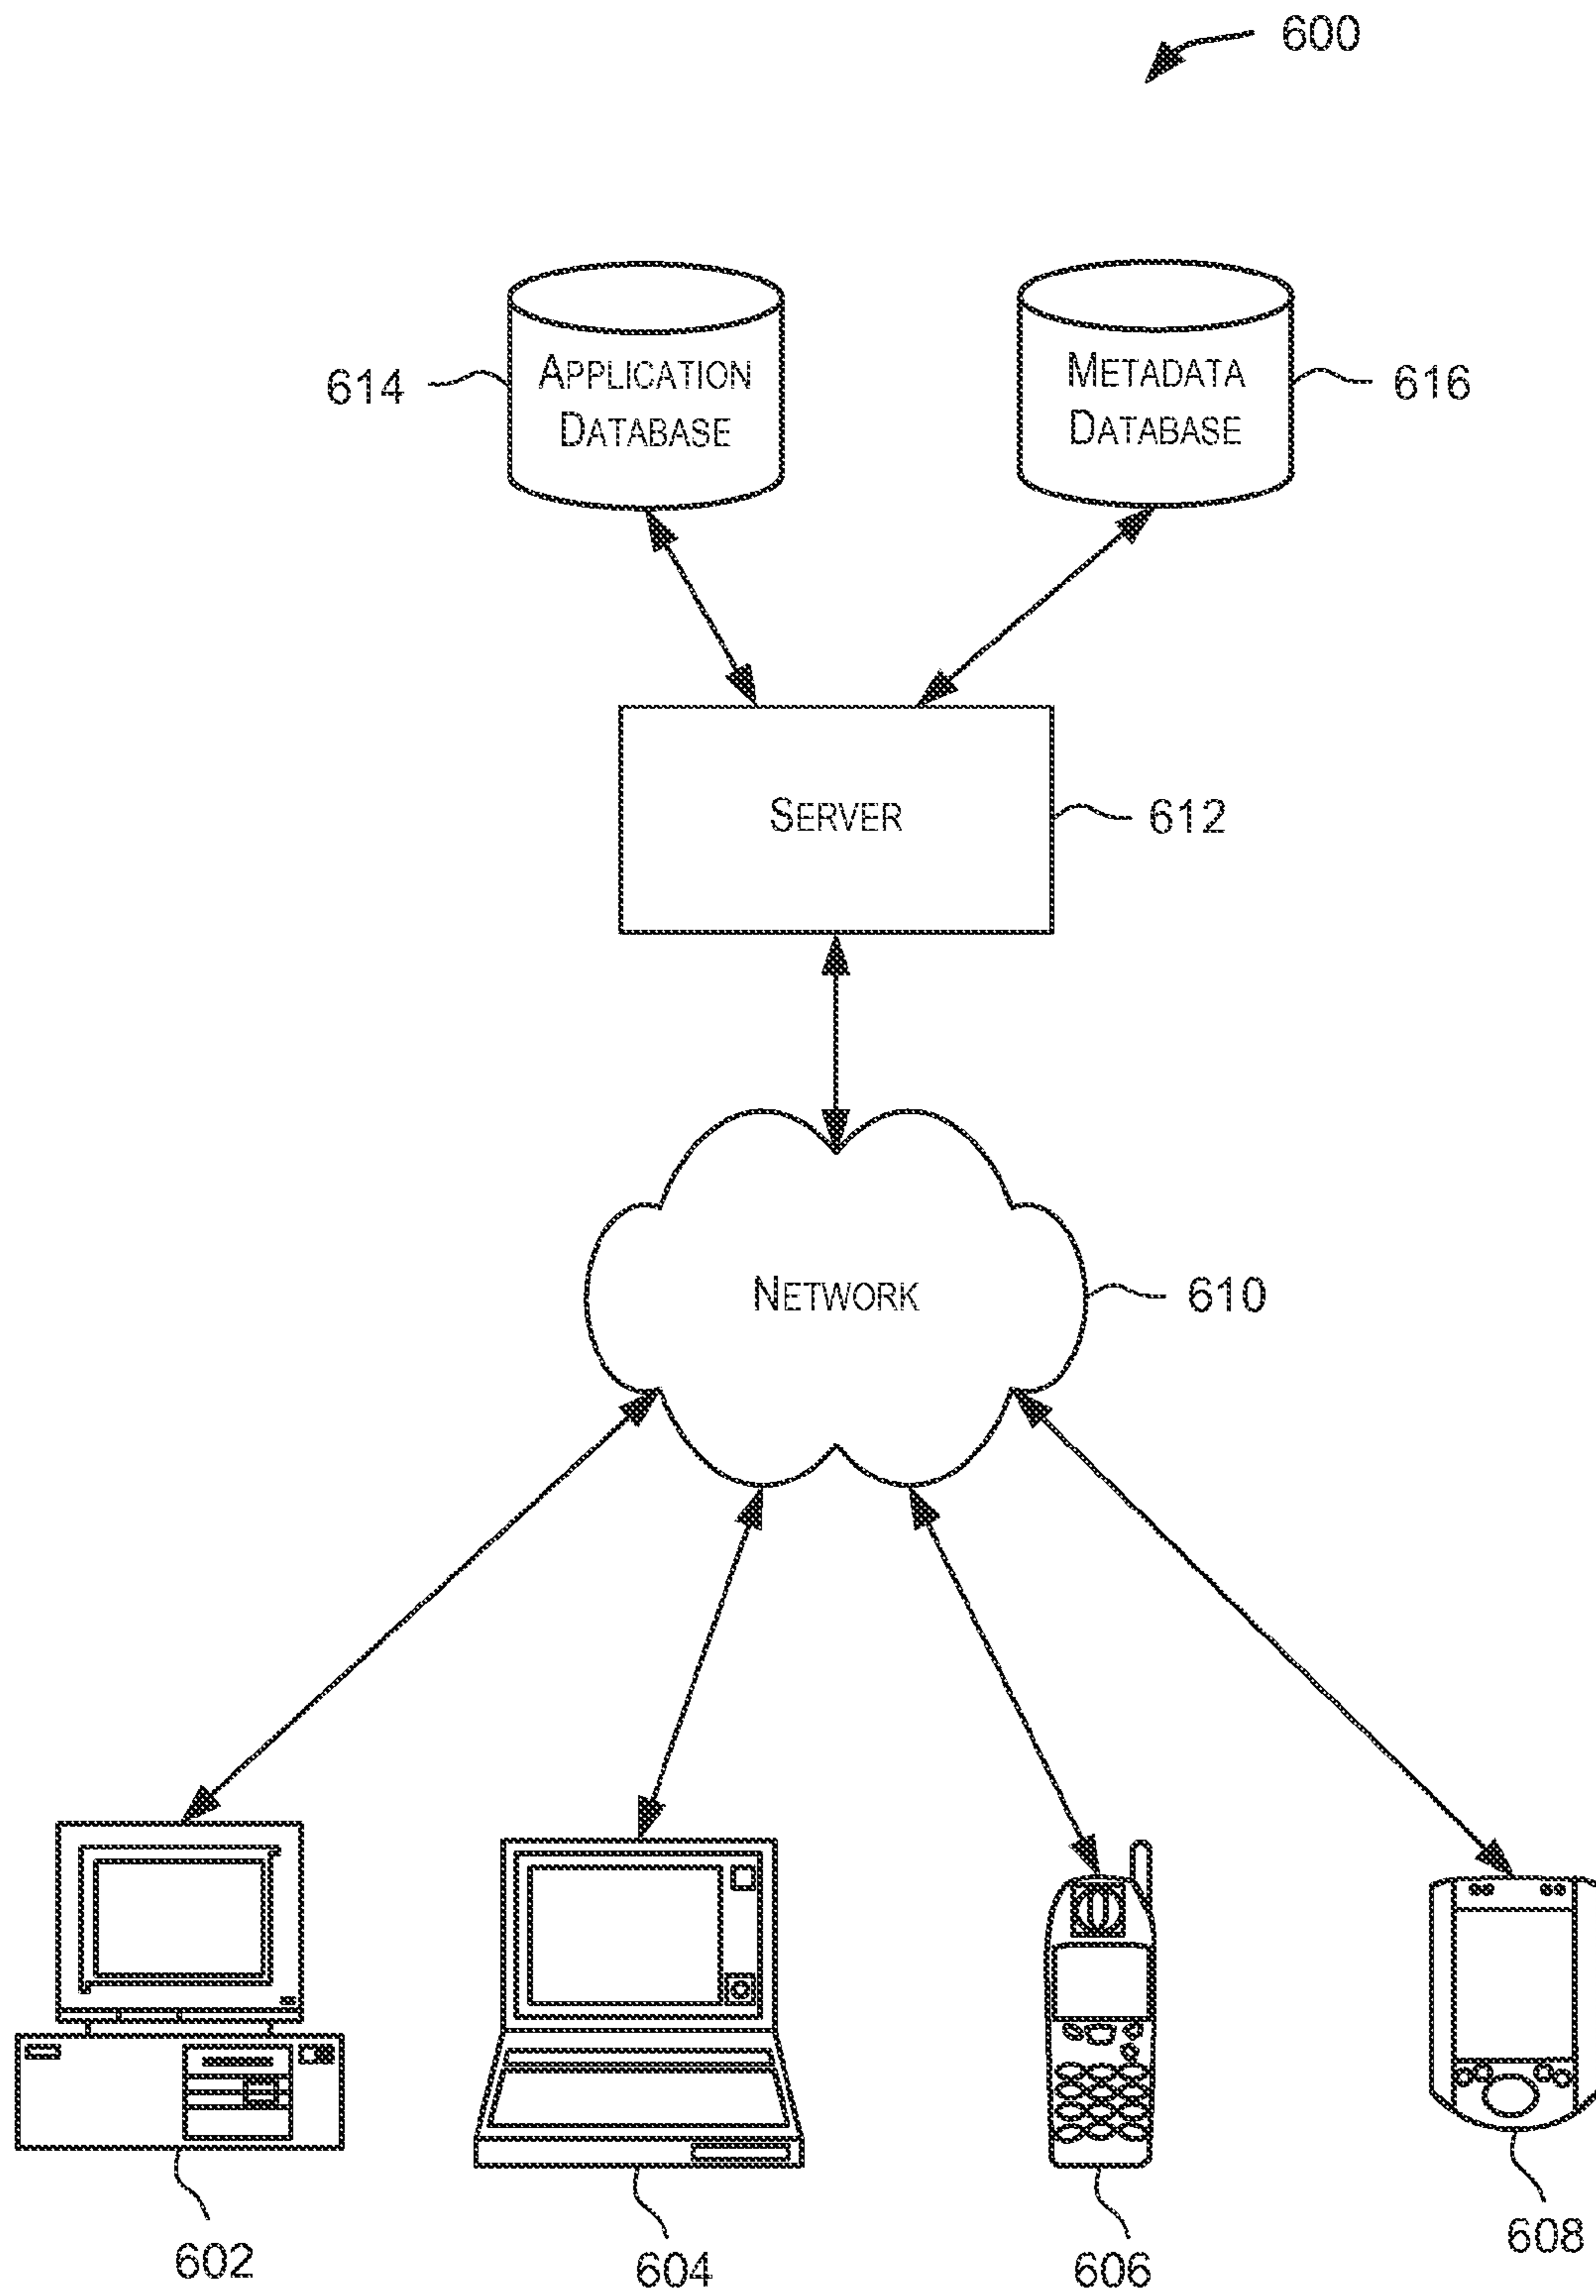 600
APPLICATION
DATABASE
614
METADATA
DATABASE
616
SERVER
612
NETWORK
610
602
604
606
608